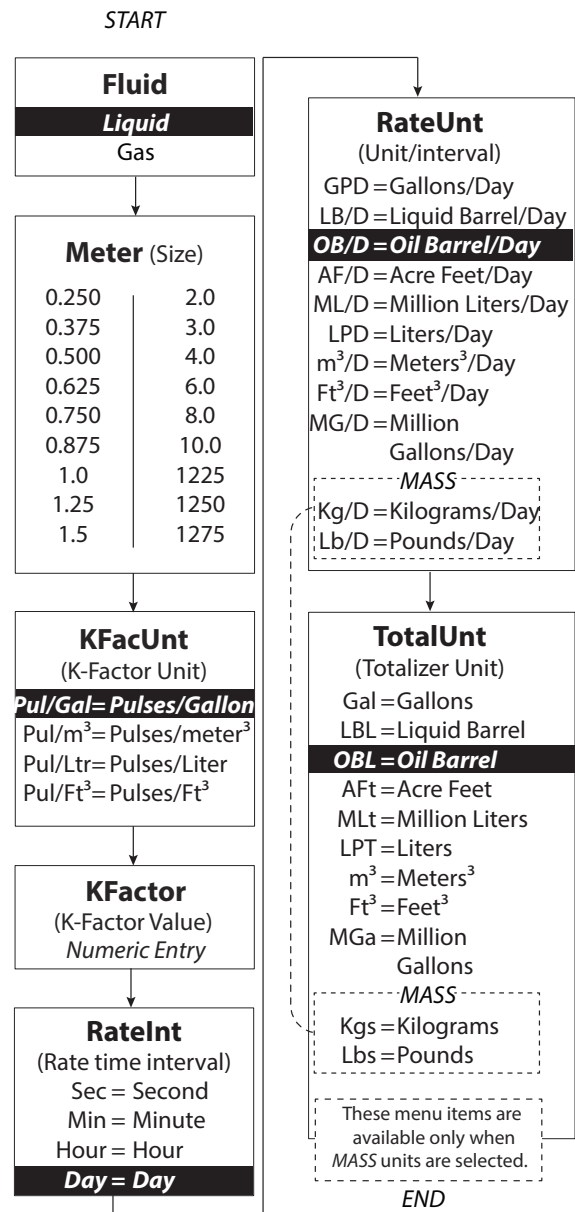 START
Fluid
Liquid
Gas
Meter (Size)
0.250 2.0
0.375 3.0
0.500 4.0
0.625 6.0
0.750 8.0
0.875 10.0
1.0 1225
1.25 1250
1.5 1275
KFacUnt
(K-Factor Unit)
Pul/Gal= Pulses/Gallon
Pul/m³= Pulses/meter³
Pul/Ltr= Pulses/Liter
Pul/Ft³= Pulses/Ft³
KFactor
(K-Factor Value)
Numeric Entry
RateInt
(Rate time interval)
Sec = Second
Min = Minute
Hour = Hour
Day = Day
RateUnt
(Unit/interval)
GPD = Gallons/Day
LB/D = Liquid Barrel/Day
OB/D = Oil Barrel/Day
AF/D = Acre Feet/Day
ML/D = Million Liters/Day
LPD = Liters/Day
m³/D = Meters³/Day
Ft³/D = Feet³/Day
MG/D = Million
Gallons/Day
MASS
Kg/D = Kilograms/Day
Lb/D = Pounds/Day
TotalUnt
(Totalizer Unit)
Gal = Gallons
LBL = Liquid Barrel
OBL = Oil Barrel
AFt = Acre Feet
MLt = Million Liters
LPT = Liters
m³ = Meters³
Ft³ = Feet³
MGa = Million
Gallons
MASS
Kgs = Kilograms
Lbs = Pounds
These menu items are
available only when
MASS units are selected.
END